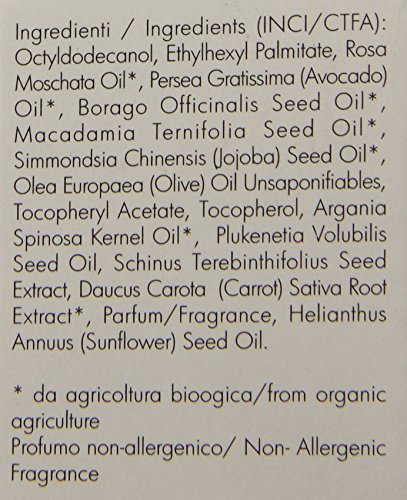 Ingredienti / Ingredients (INCI/CTFA):
Octyldodecanol, Ethylhexyl Palmitate, Rosa
Moschata Oil*, Persea Gratissima (Avocado)
Oil*, Borago Officinalis Seed Oil*,
Macadamia Ternifolia Seed Oil*,
Simmondsia Chinensis (Jojoba) Seed Oil*,
Olea Europaea (Olive) Oil Unsaponifiables,
Tocopheryl Acetate, Tocopherol, Argania
Spinosa Kernel Oil*, Plukenetia Volubilis
Seed Oil, Schinus Terebinthifolius Seed
Extract, Daucus Carota (Carrot) Sativa Root
Extract*, Parfum/Fragrance, Helianthus
Annuus (Sunflower) Seed Oil.
* da agricoltura bioogica/from organic
agriculture
Profumo non-allergenico/ Non- Allergenic
Fragrance